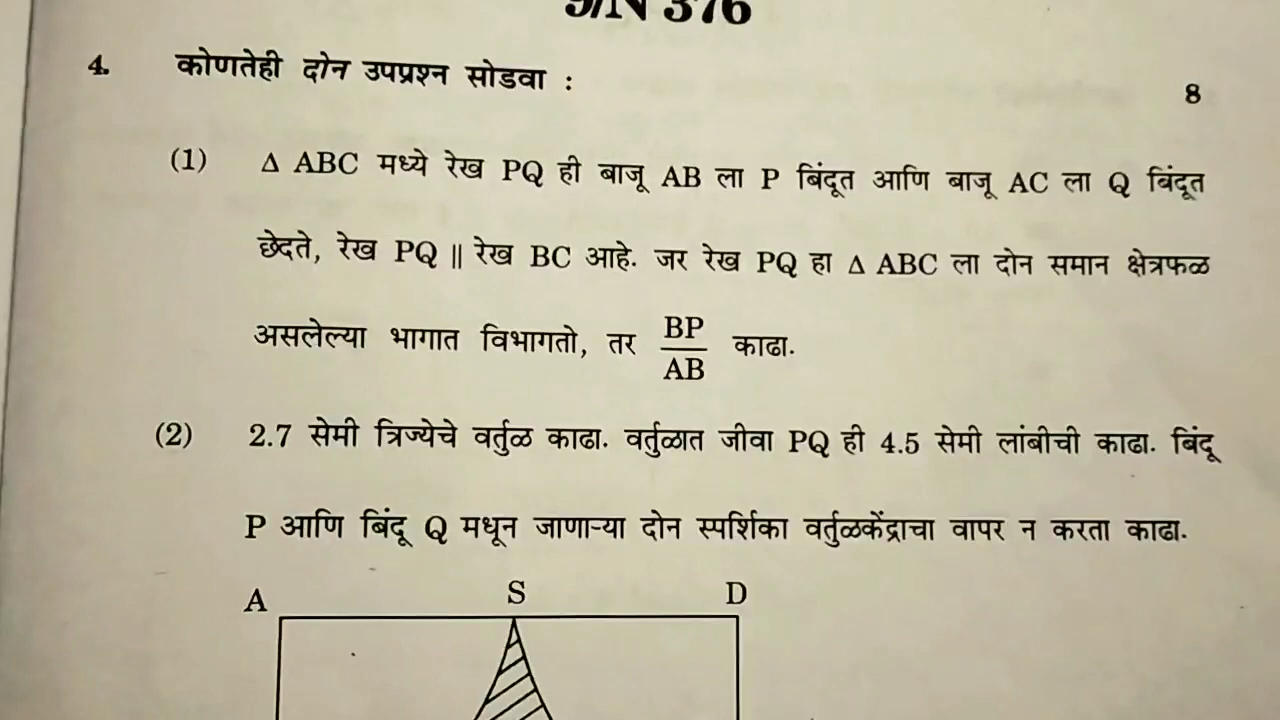 9/N 376
4. कोणतेही दोन उपप्रश्न सोडवा : 8
(1) Δ ABC मध्ये रेख PQ ही बाजू AB ला P बिंदूत आणि बाजू AC ला Q बिंदूत
छेदते, रेख PQ || रेख BC आहे. जर रेख PQ हा Δ ABC ला दोन समान क्षेत्रफळ
असलेल्या भागात विभागतो, तर BP/AB काढा.
(2) 2.7 सेमी त्रिज्येचे वर्तुळ काढा. वर्तुळात जीवा PQ ही 4.5 सेमी लांबीची काढा. बिंदू
P आणि बिंदू Q मधून जाणाऱ्या दोन स्पर्शिका वर्तुळकेंद्राचा वापर न करता काढा.
A S D